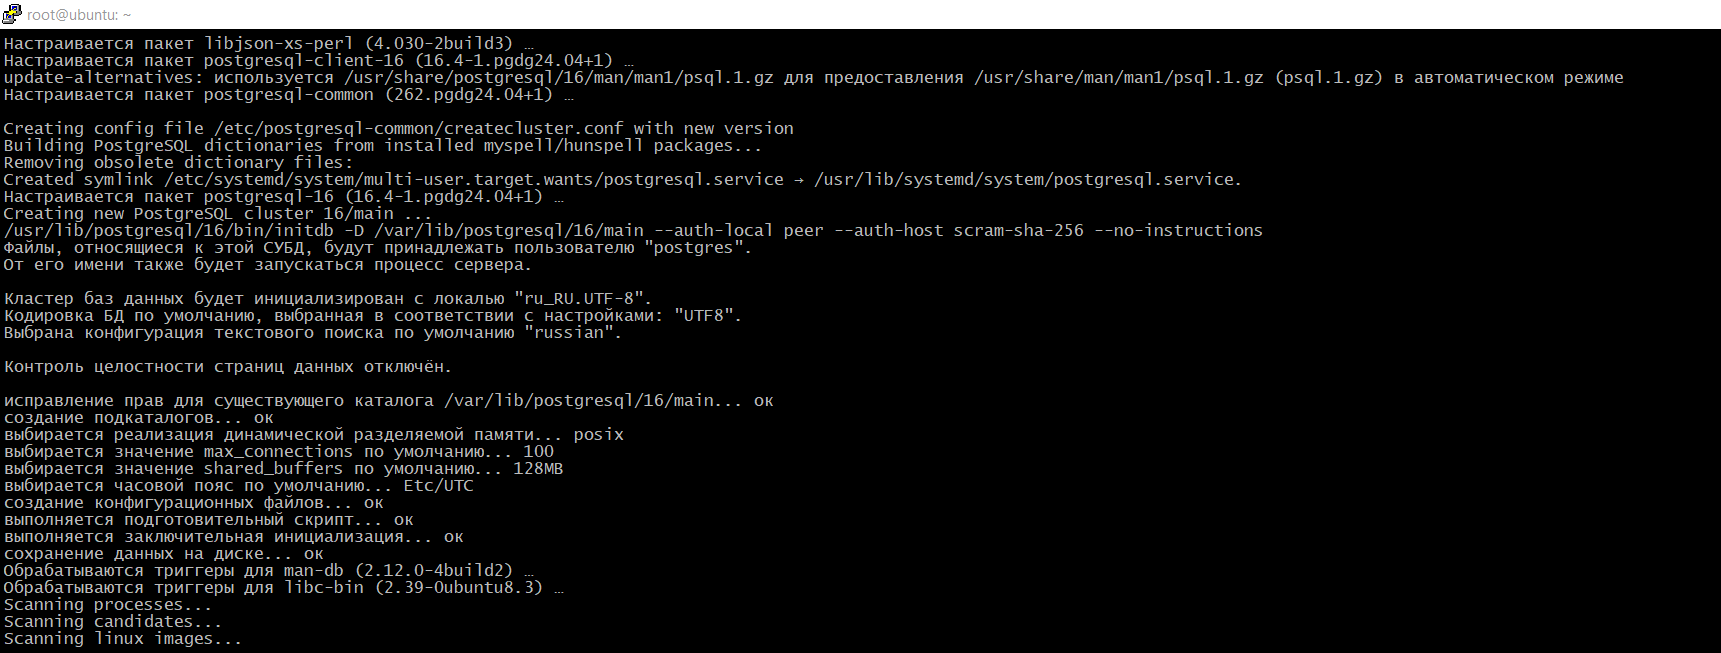 root@ubuntu: ~
Настраивается пакет libjson-xs-perl (4.030-2build3) …
Настраивается пакет postgresql-client-16 (16.4-1.pgdg24.04+1) …
update-alternatives: используется /usr/share/postgresql/16/man/man1/psql.1.gz для предоставления /usr/share/man/man1/psql.1.gz (psql.1.gz) в автоматическом режиме
Настраивается пакет postgresql-common (262.pgdg24.04+1) …
Creating config file /etc/postgresql-common/createcluster.conf with new version
Building PostgreSQL dictionaries from installed myspell/hunspell packages...
Removing obsolete dictionary files:
Created symlink /etc/systemd/system/multi-user.target.wants/postgresql.service → /usr/lib/systemd/system/postgresql.service.
Настраивается пакет postgresql-16 (16.4-1.pgdg24.04+1) …
Creating new PostgreSQL cluster 16/main ...
/usr/lib/postgresql/16/bin/initdb -D /var/lib/postgresql/16/main --auth-local peer --auth-host scram-sha-256 --no-instructions
Файлы, относящиеся к этой СУБД, будут принадлежать пользователю "postgres".
От его имени также будет запускаться процесс сервера.
Кластер баз данных будет инициализирован с локалью "ru_RU.UTF-8".
Кодировка БД по умолчанию, выбранная в соответствии с настройками: "UTF8".
Выбрана конфигурация текстового поиска по умолчанию "russian".
Контроль целостности страниц данных отключён.
исправление прав для существующего каталога /var/lib/postgresql/16/main... ок
создание подкаталогов... ок
выбирается реализация динамической разделяемой памяти... posix
выбирается значение max_connections по умолчанию... 100
выбирается значение shared_buffers по умолчанию... 128MB
выбирается часовой пояс по умолчанию... Etc/UTC
создание конфигурационных файлов... ок
выполняется подготовительный скрипт... ок
выполняется заключительная инициализация... ок
сохранение данных на диске... ок
Обрабатываются триггеры для man-db (2.12.0-4build2) …
Обрабатываются триггеры для libc-bin (2.39-0ubuntu8.3) …
Scanning processes...
Scanning candidates...
Scanning linux images...